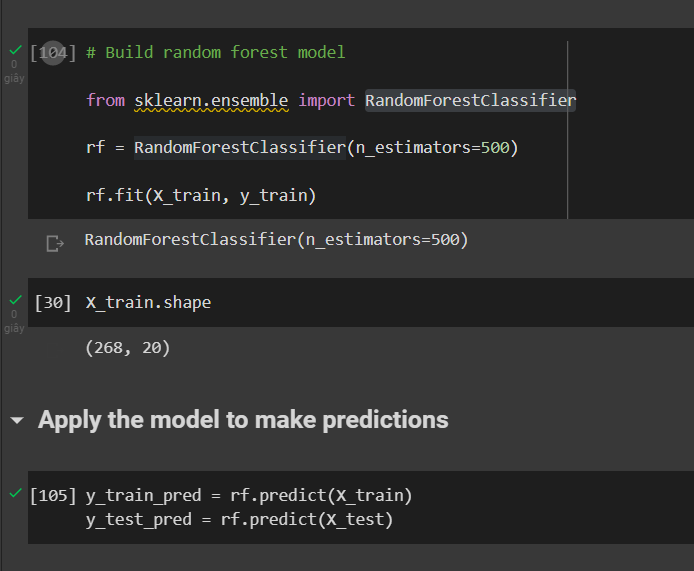 [104] # Build random forest model
0
giây
from sklearn.ensemble import RandomForestClassifier
rf = RandomForestClassifier(n_estimators=500)
rf.fit(X_train, y_train)
RandomForestClassifier(n_estimators=500)
[30] X_train.shape
0
giây
(268, 20)
Apply the model to make predictions
[105] y_train_pred = rf.predict(X_train)
y_test_pred = rf.predict(X_test)